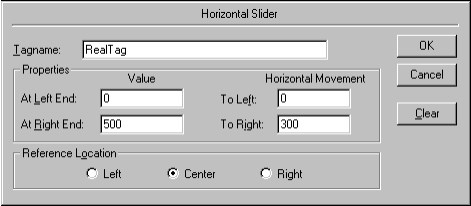 Horizontal Slider
Tagname: RealTag OK
Properties Cancel
Value Horizontal Movement
At Left End: 0 To Left: 0 Clear
At Right End: 500 To Right: 300
Reference Location
Left Center Right